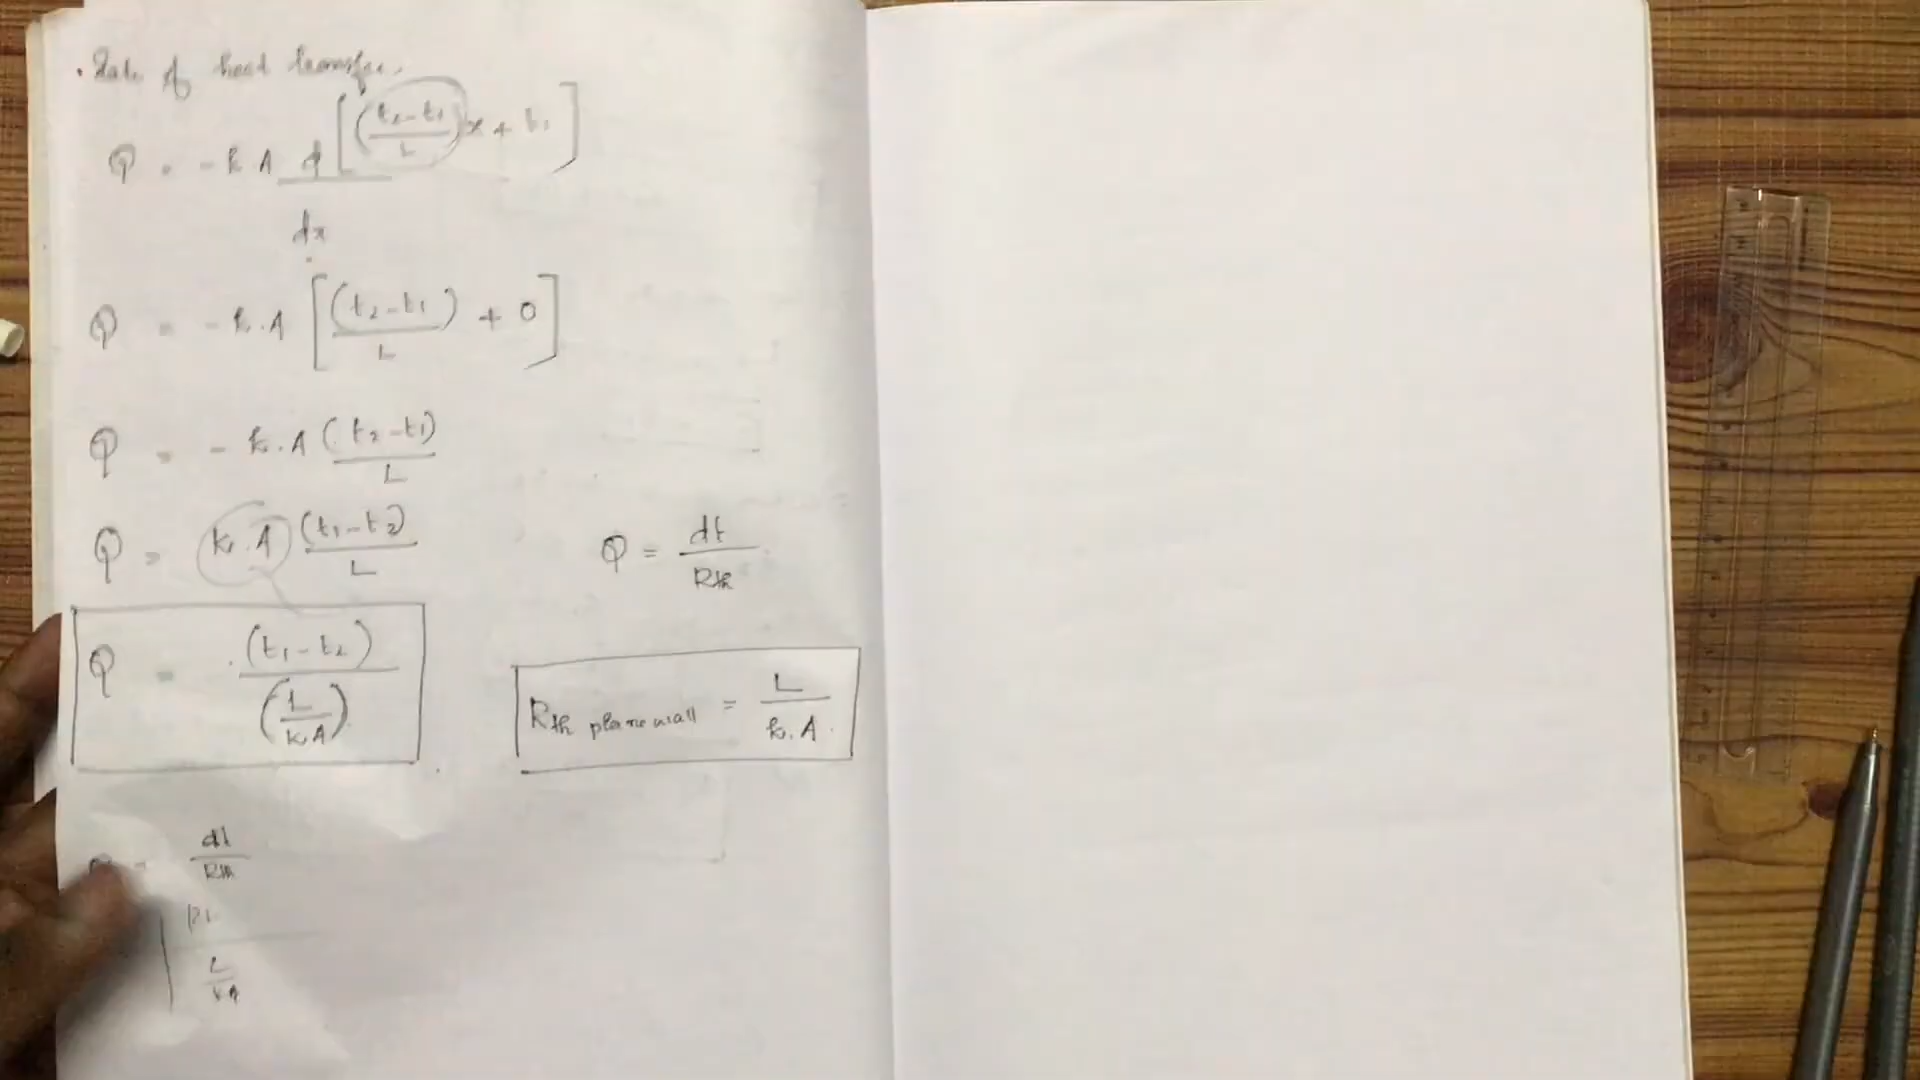 . Rate of heat transfer.
Q = -k A d [((t2-t1)/L) x + t1]
dx
Q = -k.A [(t2-t1)/L + 0]
Q = -k.A (t2-t1)/L
Q = k.A (t1-t2)/L
Q = dt/Rth
Q = (t1-t2)/(L/k.A)
Rth plane wall = L/k.A.
= dt/Rth
L/kA